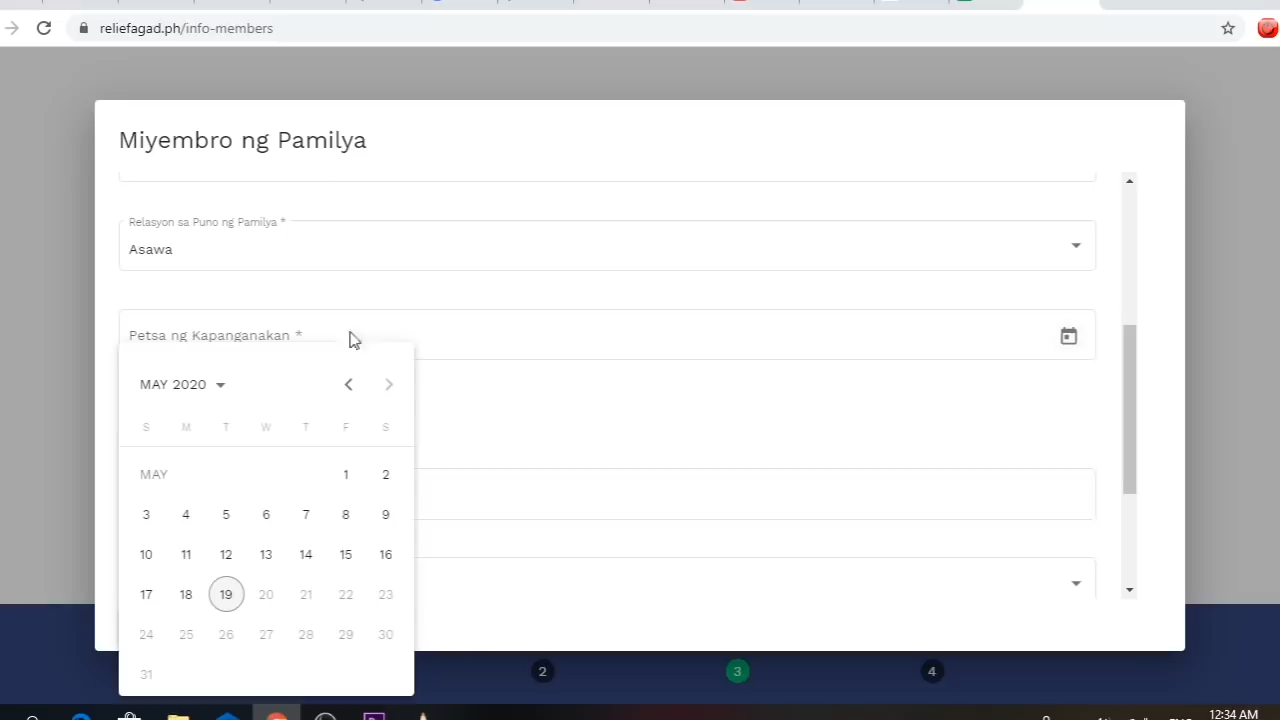 reliefagad.ph/info-members
Miyembro ng Pamilya
Relasyon sa Puno ng Pamilya *
Asawa
Petsa ng Kapanganakan *
MAY 2020
S M T W T F S
MAY 1 2
3 4 5 6 7 8 9
10 11 12 13 14 15 16
17 18 19 20 21 22 23
24 25 26 27 28 29 30
31
2 3 4
12:34 AM